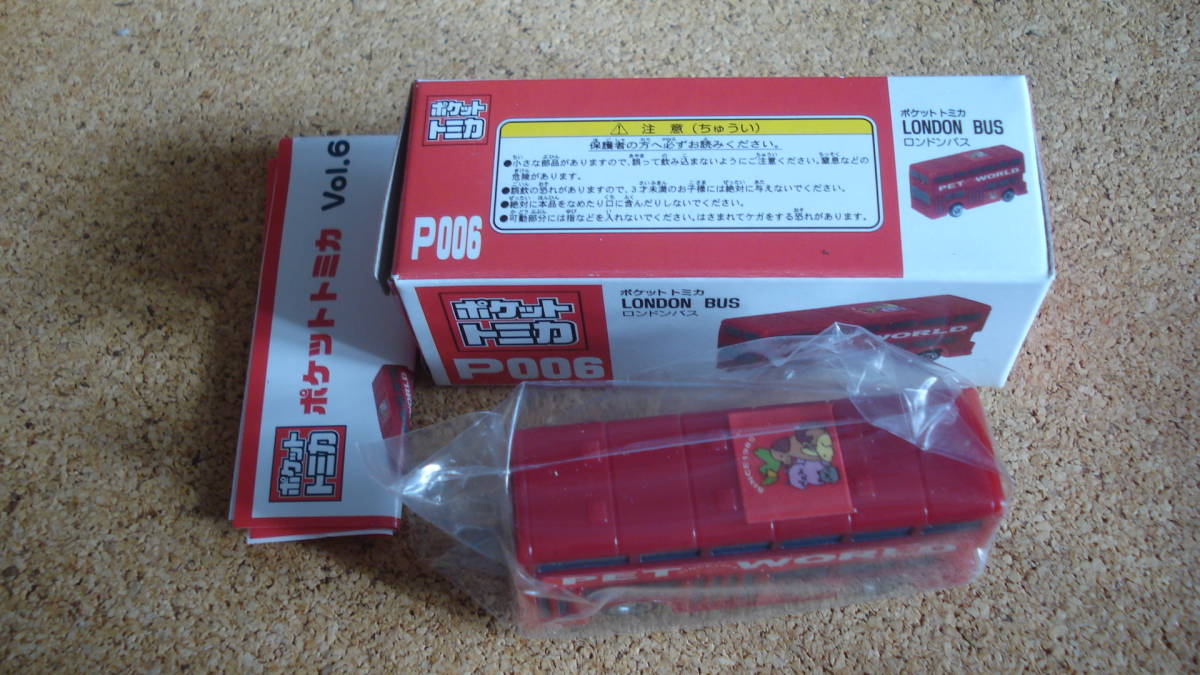 ポケット
トミカ
P006
⚠ 注 意 (ちゅうい)
保護者の方へ必ずお読みください。
●小さな部品がありますので、誤って飲み込まないようにご注意ください。窒息などの
危険があります。
●誤飲の恐れがありますので、3才未満のお子様には絶対に与えないでください。
●絶対に本品をなめたり口に含んだりしないでください。
●可動部分には指などを入れないでください。はさまれてケガをする恐れがあります。
ポケットトミカ
LONDON BUS
ロンドンバス
PET WORLD
ポケット
トミカ
P006
ポケットトミカ
LONDON BUS
ロンドンバス
WORLD
ポケット
トミカ
ポケットトミカ Vol.6
WORLD
SINCE1980
PET WORLD